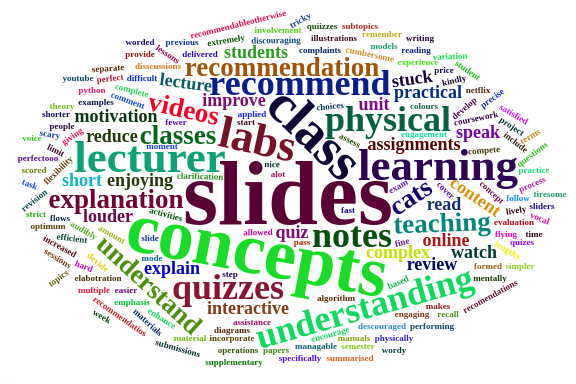 tricky
recommendableotherwise
involvement quizzes subtopics
worded previous extremely discouraging illustrations remember writing
lessons provide delivered students complaints cumbersome models reading
separate disscussions recommendation experience variation
youtube perfect difficult lecture recommend stuck price student
python complete practical kindly netflix
theory examples comment videos improve class choices unit colours develop precise
shorter motivation applied physical coursework project satisfied
people fewer start labs
voice scary giving reduce classes assess engagement speak include terms
limit moment assignments compete questions
perfectooo lecturer nice learning
scored flexibility clarification alot practical
task short enjoying slides exam cats cover content concept process
revision explanation fast read follow tiresome
strict flows louder activities concepts lively sliders
optimum audibly amount allowed quiz notes teaching evaluation vocal
efficient slide pass fine online flying time
increased devide understand mode complex watch lengthy quizes
sessions hard explain step review formed simpler
topics elabotration quizzes based mentally
multiple easier algorithm understanding recomendations
recommendatios emphasis enhance interactive makes
week materials assistance engaging recall
diagrams descouraged performing
submissions material incorporate encourage manuals physically
operations papers managable semester wordy
supplementary specifically summarised